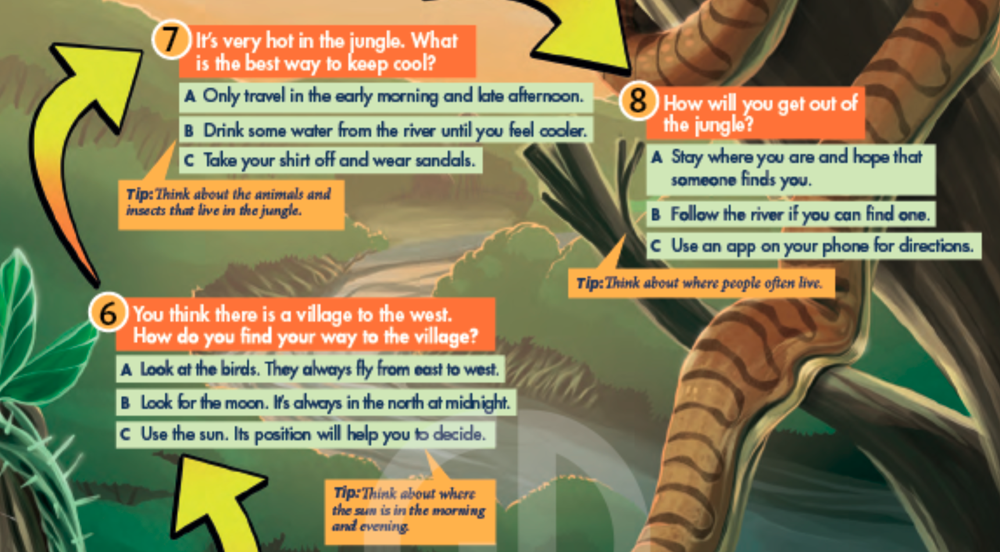 7
It's very hot in the jungle. What
is the best way to keep cool?
A Only travel in the early morning and late afternoon.
B Drink some water from the river until you feel cooler.
C Take your shirt off and wear sandals.
Tip: Think about the animals and
insects that live in the jungle.
8
How will you get out of
the jungle?
A Stay where you are and hope that
someone finds you.
B Follow the river if you can find one.
C Use an app on your phone for directions.
Tip: Think about where people often live.
6
You think there is a village to the west.
How do you find your way to the village?
A Look at the birds. They always fly from east to west.
B Look for the moon. It's always in the north at midnight.
C Use the sun. Its position will help you to decide.
Tip: Think about where
the sun is in the morning
and evening.